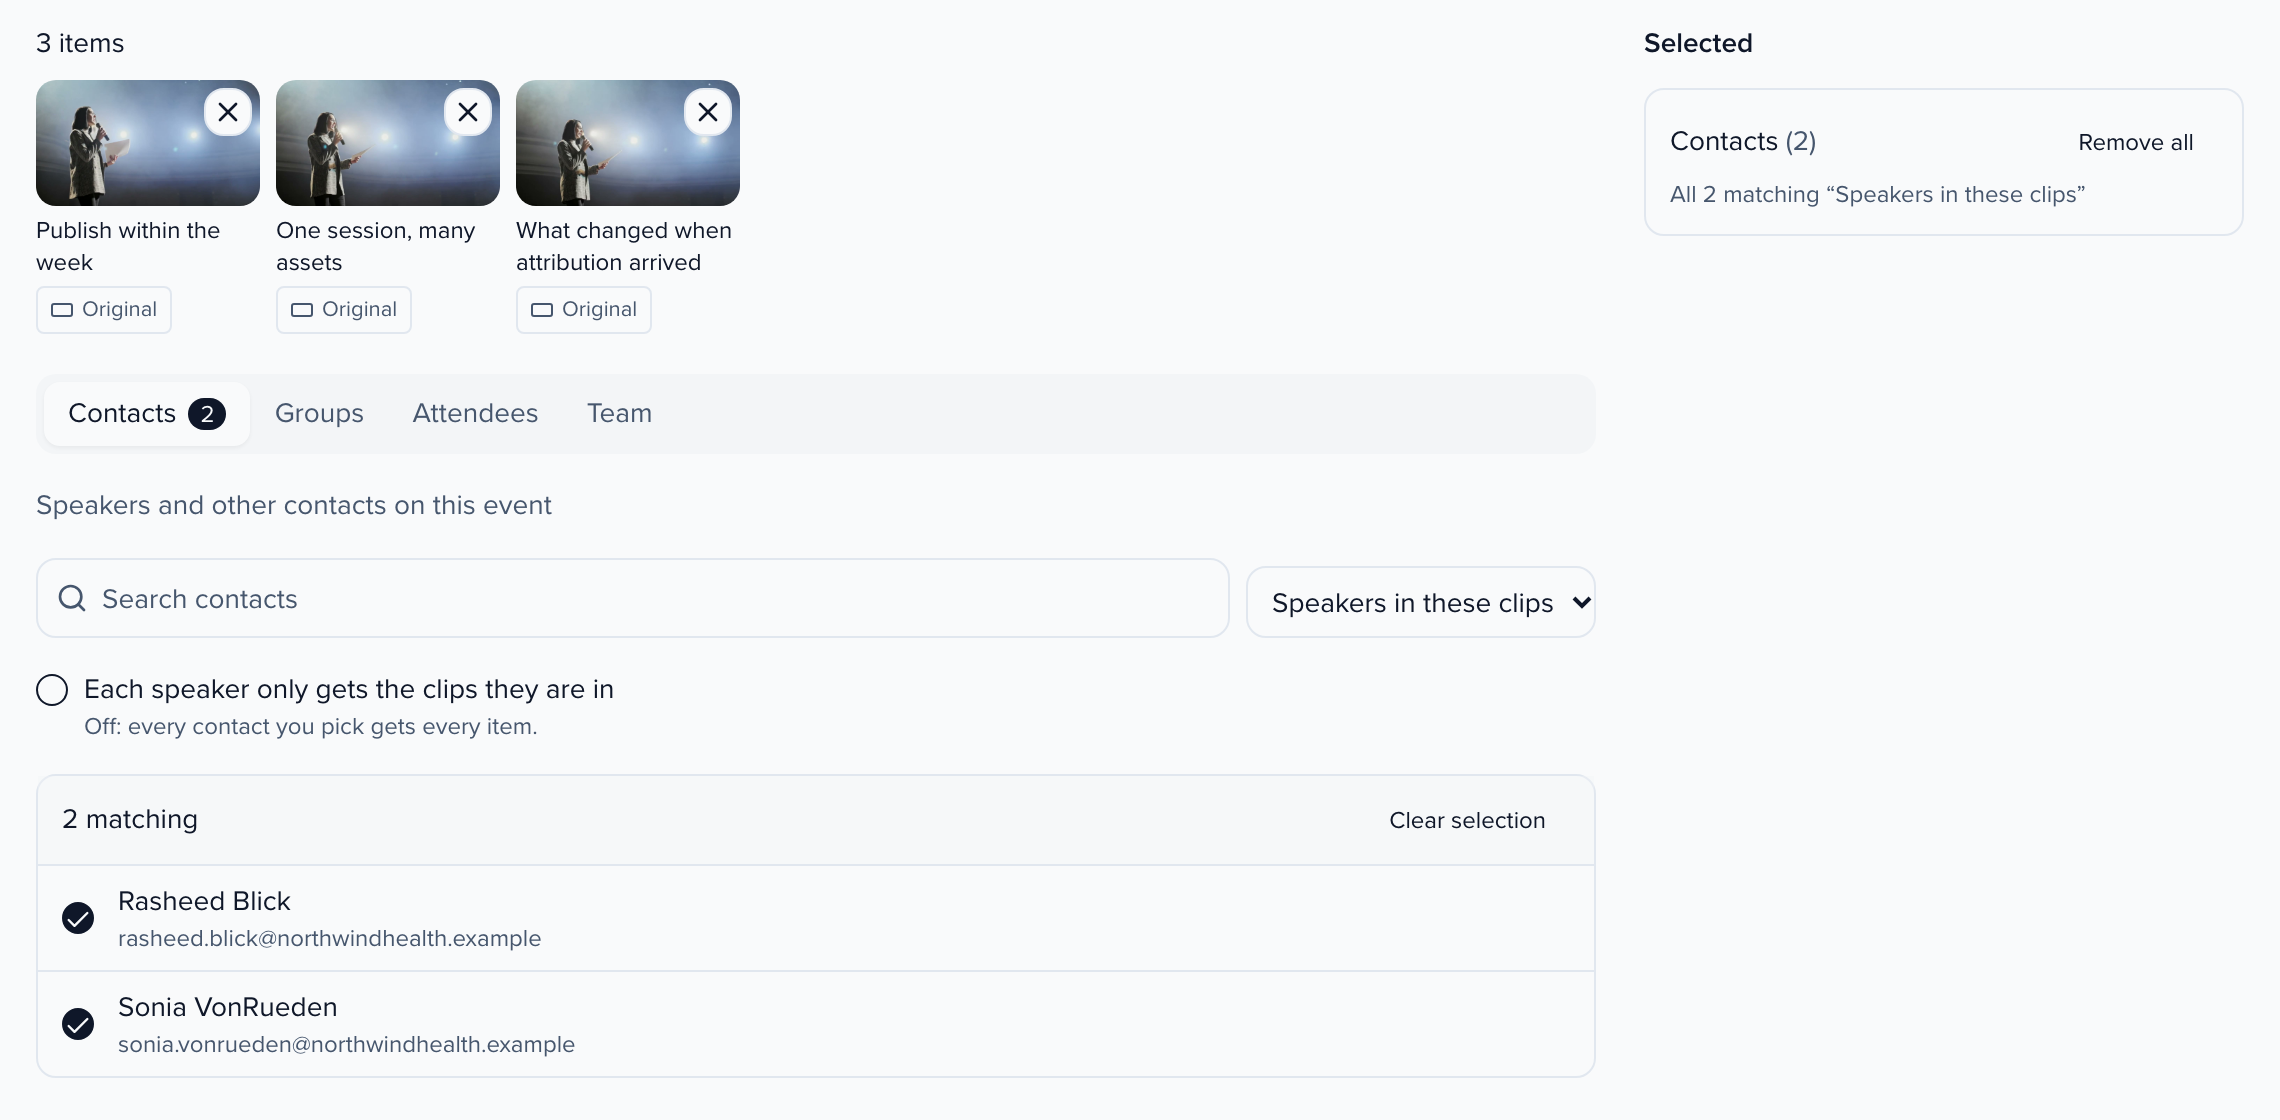 3 items
Publish within the
week
Original
One session, many
assets
Original
What changed when
attribution arrived
Original
Contacts 2
Groups
Attendees
Team
Speakers and other contacts on this event
Search contacts
Speakers in these clips
Each speaker only gets the clips they are in
Off: every contact you pick gets every item.
2 matching
Clear selection
Rasheed Blick
rasheed.blick@northwindhealth.example
Sonia VonRueden
sonia.vonrueden@northwindhealth.example
Selected
Contacts (2)
Remove all
All 2 matching “Speakers in these clips”